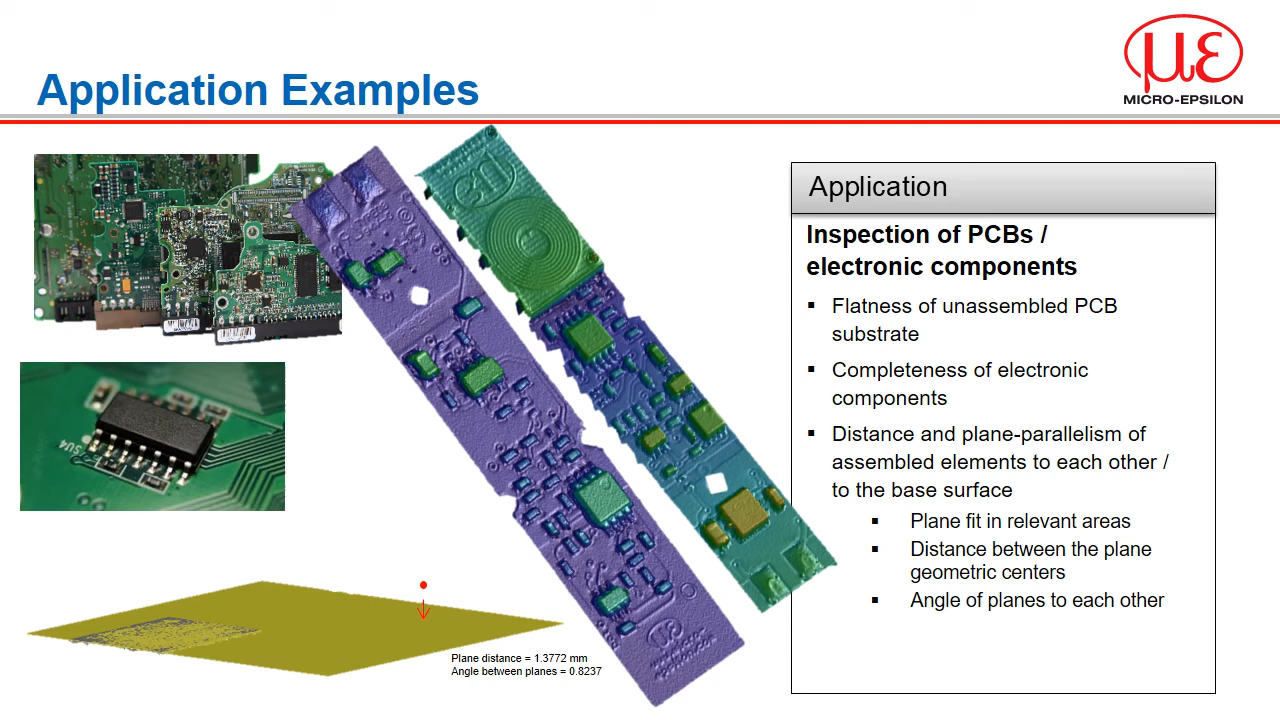 Application Examples
με
MICRO-EPSILON
Application
Inspection of PCBs /
electronic components
▪ Flatness of unassembled PCB
substrate
▪ Completeness of electronic
components
▪ Distance and plane-parallelism of
assembled elements to each other /
to the base surface
▪ Plane fit in relevant areas
▪ Distance between the plane
geometric centers
▪ Angle of planes to each other
SU4
Plane distance = 1.3772 mm
Angle between planes = 0.8237